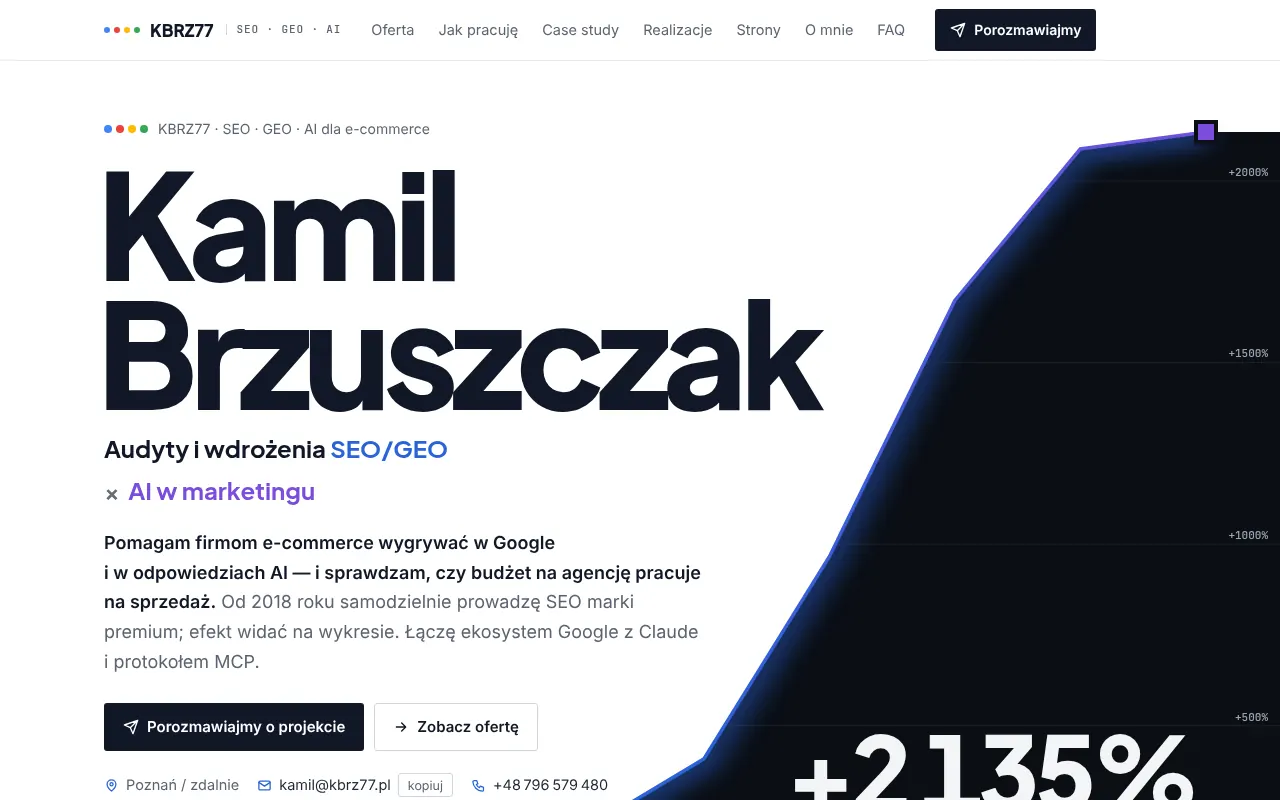 KBRZ77 SEO · GEO · AI Oferta Jak pracuję Case study Realizacje Strony O mnie FAQ Porozmawiajmy
KBRZ77 · SEO · GEO · AI dla e-commerce
Kamil
Brzuszczak
Audyty i wdrożenia SEO/GEO
× AI w marketingu
Pomagam firmom e-commerce wygrywać w Google
i w odpowiedziach AI — i sprawdzam, czy budżet na agencję pracuje
na sprzedaż. Od 2018 roku samodzielnie prowadzę SEO marki
premium; efekt widać na wykresie. Łączę ekosystem Google z Claude
i protokołem MCP.
Porozmawiajmy o projekcie Zobacz ofertę
Poznań / zdalnie kamil@kbrz77.pl kopiuj +48 796 579 480
+2000%
+1500%
+1000%
+500%
+2135%